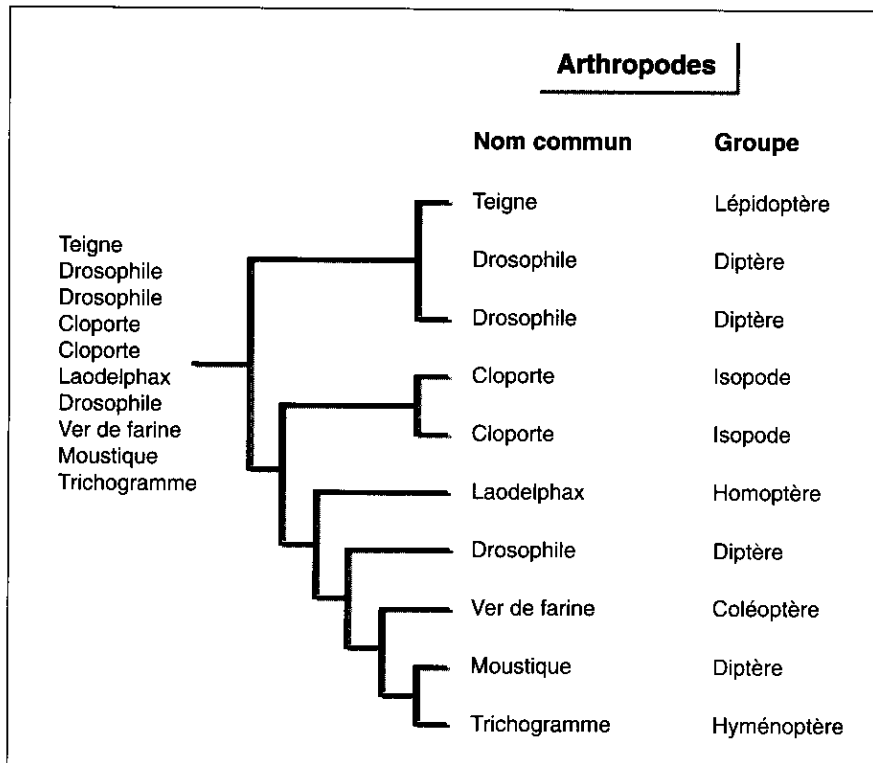 Arthropodes
Nom commun Groupe
Teigne Lépidoptère
Drosophile Diptère
Drosophile Diptère
Cloporte Isopode
Cloporte Isopode
Laodelphax Homoptère
Drosophile Diptère
Ver de farine Coléoptère
Moustique Diptère
Trichogramme Hyménoptère
Teigne
Drosophile
Drosophile
Cloporte
Cloporte
Laodelphax
Drosophile
Ver de farine
Moustique
Trichogramme